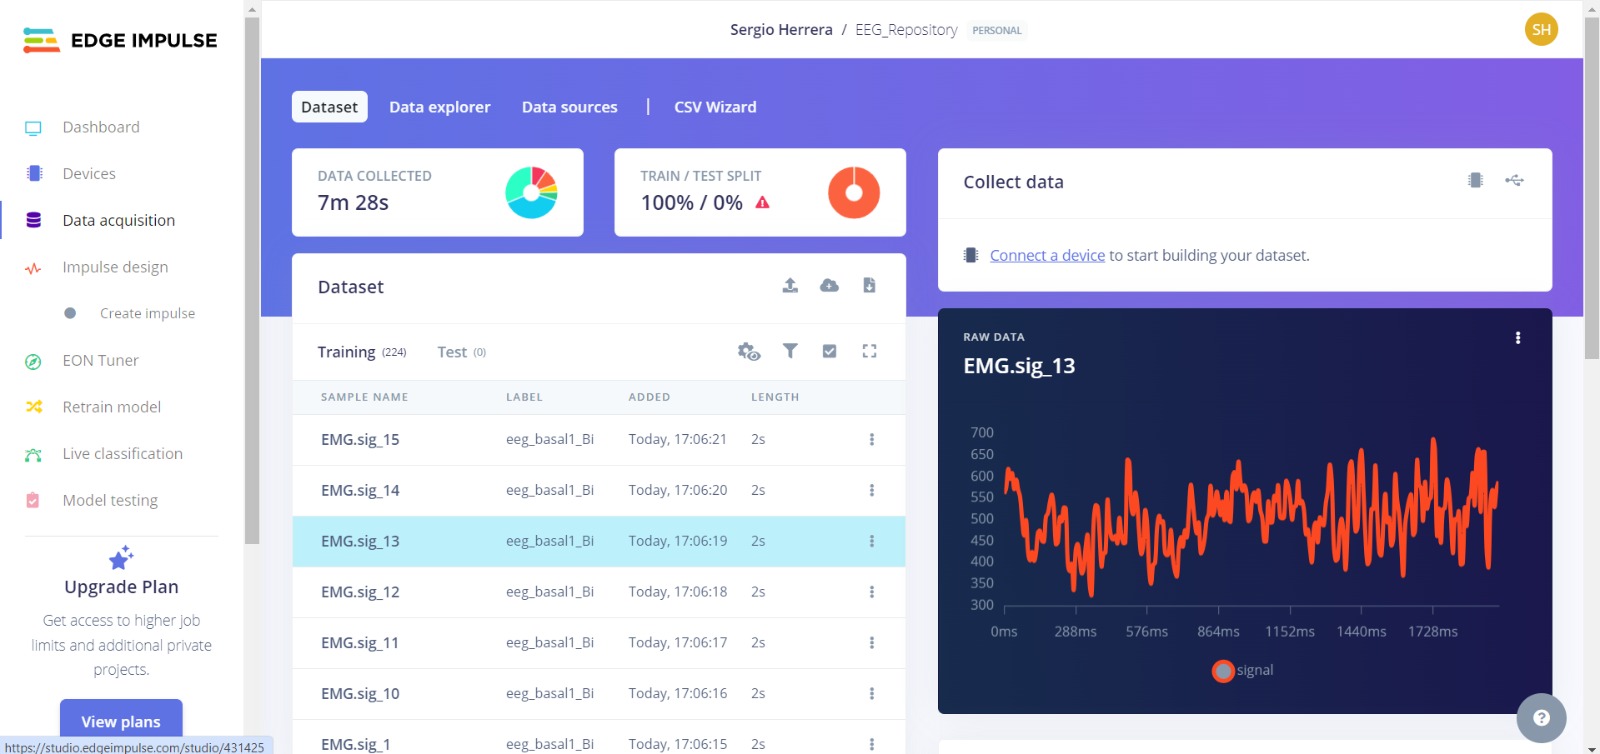 EDGE IMPULSE
Dashboard
Devices
Data acquisition
Impulse design
Create impulse
EON Tuner
Retrain model
Live classification
Model testing
Upgrade Plan
Get access to higher job
limits and additional private
projects.
View plans
https://studio.edgeimpulse.com/studio/431425
Sergio Herrera / EEG_Repository PERSONAL
SH
Dataset Data explorer Data sources | CSV Wizard
DATA COLLECTED
7m 28s
TRAIN / TEST SPLIT
100% / 0%
Dataset
Training (224) Test (0)
SAMPLE NAME LABEL ADDED LENGTH
EMG.sig_15 eeg_basal1_Bi Today, 17:06:21 2s
EMG.sig_14 eeg_basal1_Bi Today, 17:06:20 2s
EMG.sig_13 eeg_basal1_Bi Today, 17:06:19 2s
EMG.sig_12 eeg_basal1_Bi Today, 17:06:18 2s
EMG.sig_11 eeg_basal1_Bi Today, 17:06:17 2s
EMG.sig_10 eeg_basal1_Bi Today, 17:06:16 2s
EMG.sig_1 eeg_basal1_Bi Today, 17:06:15 2s
Collect data
Connect a device to start building your dataset.
RAW DATA
EMG.sig_13
700
650
600
550
500
450
400
350
300
0ms 288ms 576ms 864ms 1152ms 1440ms 1728ms
signal
?